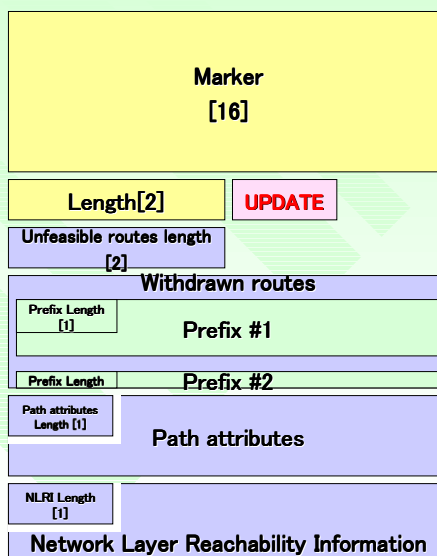 Marker
[16]
Length[2]
UPDATE
Unfeasible routes length
[2]
Withdrawn routes
Prefix Length
[1]
Prefix #1
Prefix Length
Prefix #2
Path attributes
Length [1]
Path attributes
NLRI Length
[1]
Network Layer Reachability Information